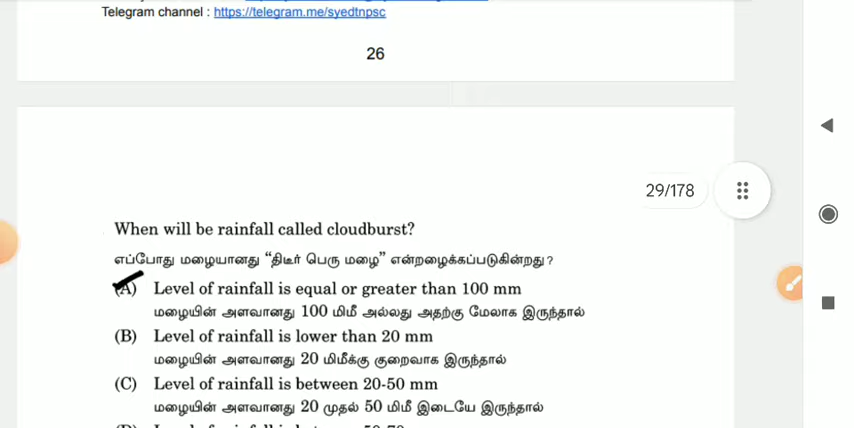 Telegram channel : https://telegram.me/syedtnpsc
26
29/178
When will be rainfall called cloudburst?
எப்போது மழையானது “திடீர் பெரு மழை” என்றழைக்கப்படுகின்றது?
(A) Level of rainfall is equal or greater than 100 mm
மழையின் அளவானது 100 மிமீ அல்லது அதற்கு மேலாக இருந்தால்
(B) Level of rainfall is lower than 20 mm
மழையின் அளவானது 20 மிமீக்கு குறைவாக இருந்தால்
(C) Level of rainfall is between 20-50 mm
மழையின் அளவானது 20 முதல் 50 மிமீ இடையே இருந்தால்